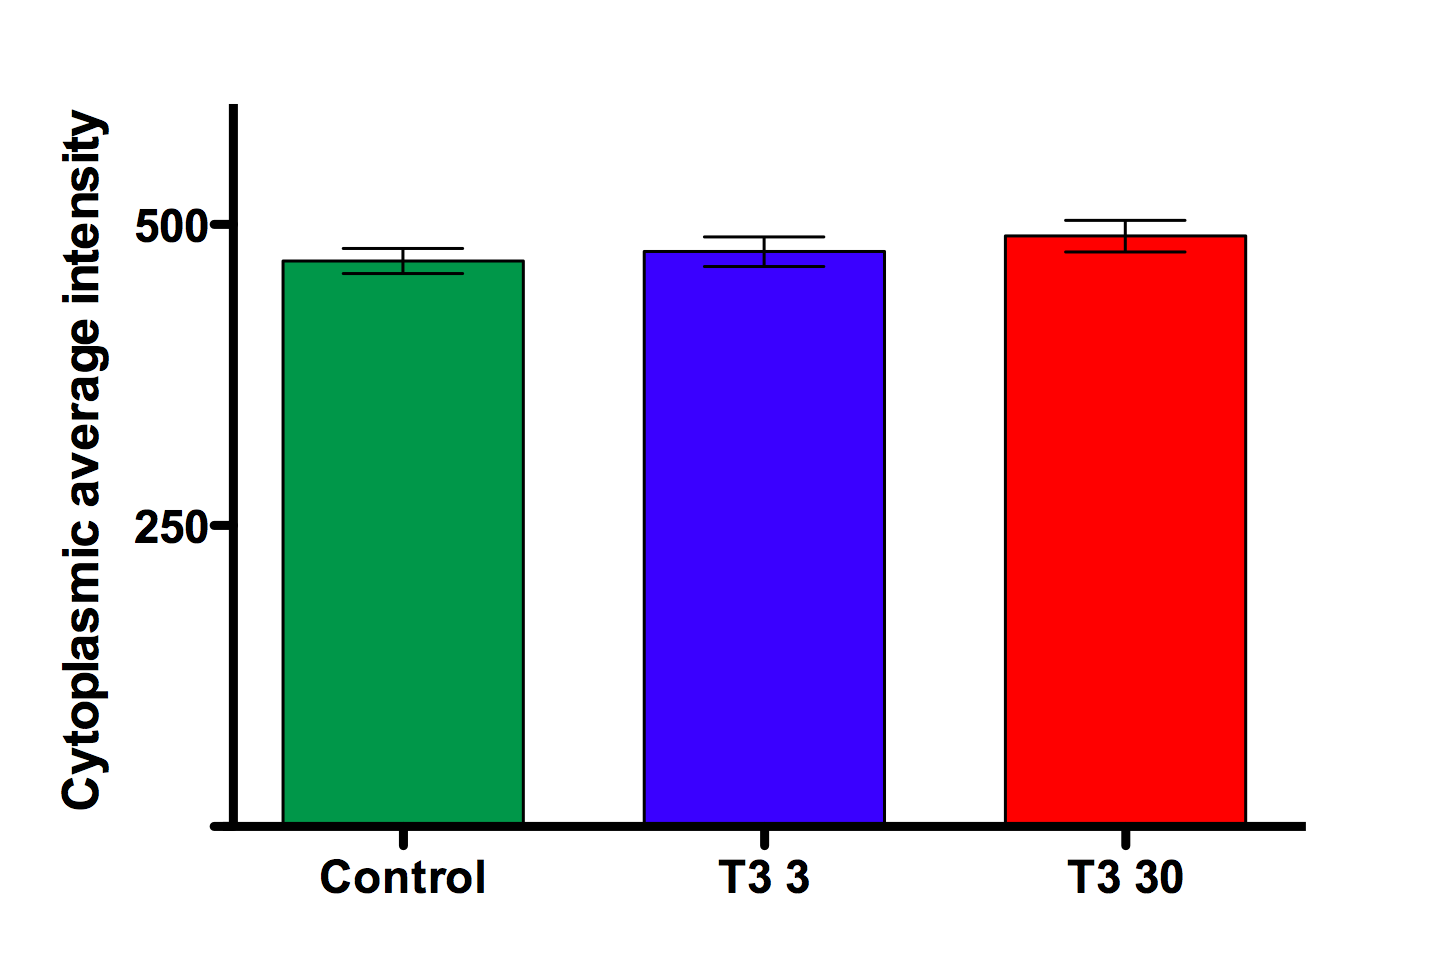 Cytoplasmic average intensity
500
250
Control
T3 3
T3 30